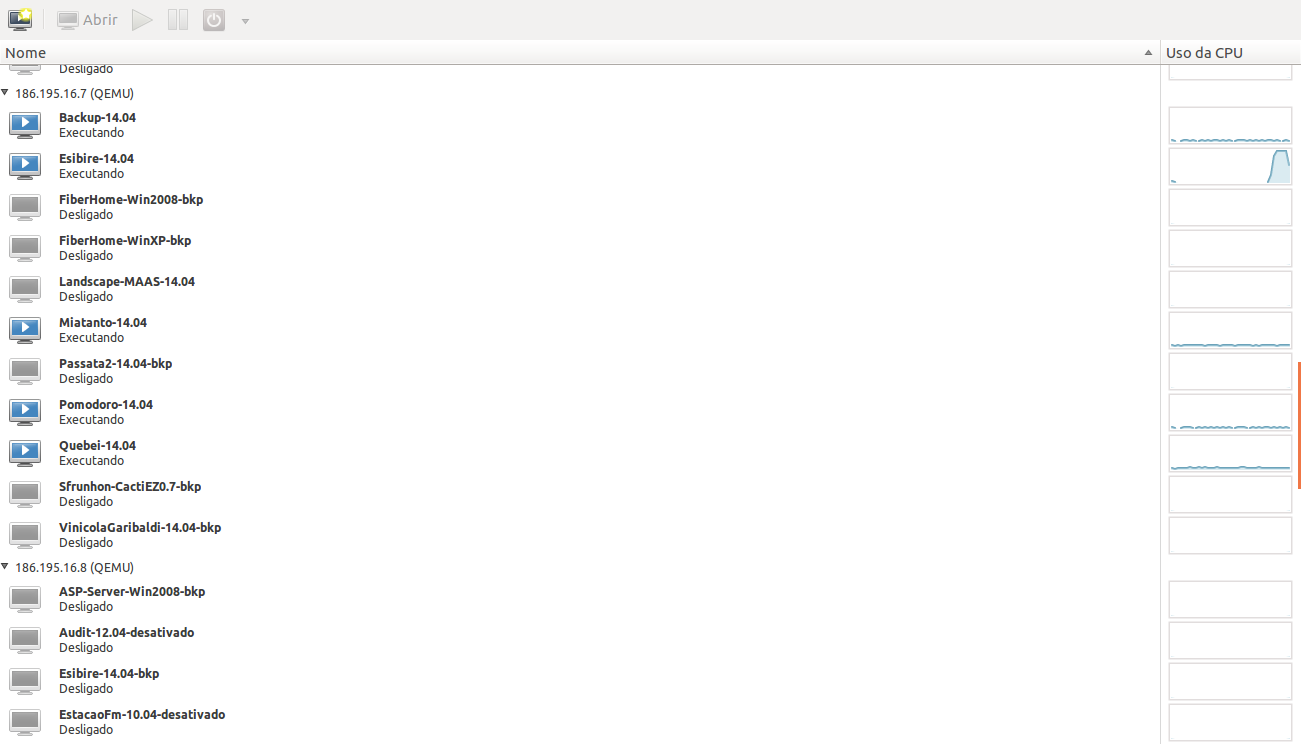 Abrir
Nome
Uso da CPU
Desligado
186.195.16.7 (QEMU)
Backup-14.04
Executando
Esibire-14.04
Executando
FiberHome-Win2008-bkp
Desligado
FiberHome-WinXP-bkp
Desligado
Landscape-MAAS-14.04
Desligado
Miatanto-14.04
Executando
Passata2-14.04-bkp
Desligado
Pomodoro-14.04
Executando
Quebei-14.04
Executando
Sfrunhon-CactiEZ0.7-bkp
Desligado
VinicolaGaribaldi-14.04-bkp
Desligado
186.195.16.8 (QEMU)
ASP-Server-Win2008-bkp
Desligado
Audit-12.04-desativado
Desligado
Esibire-14.04-bkp
Desligado
EstacaoFm-10.04-desativado
Desligado